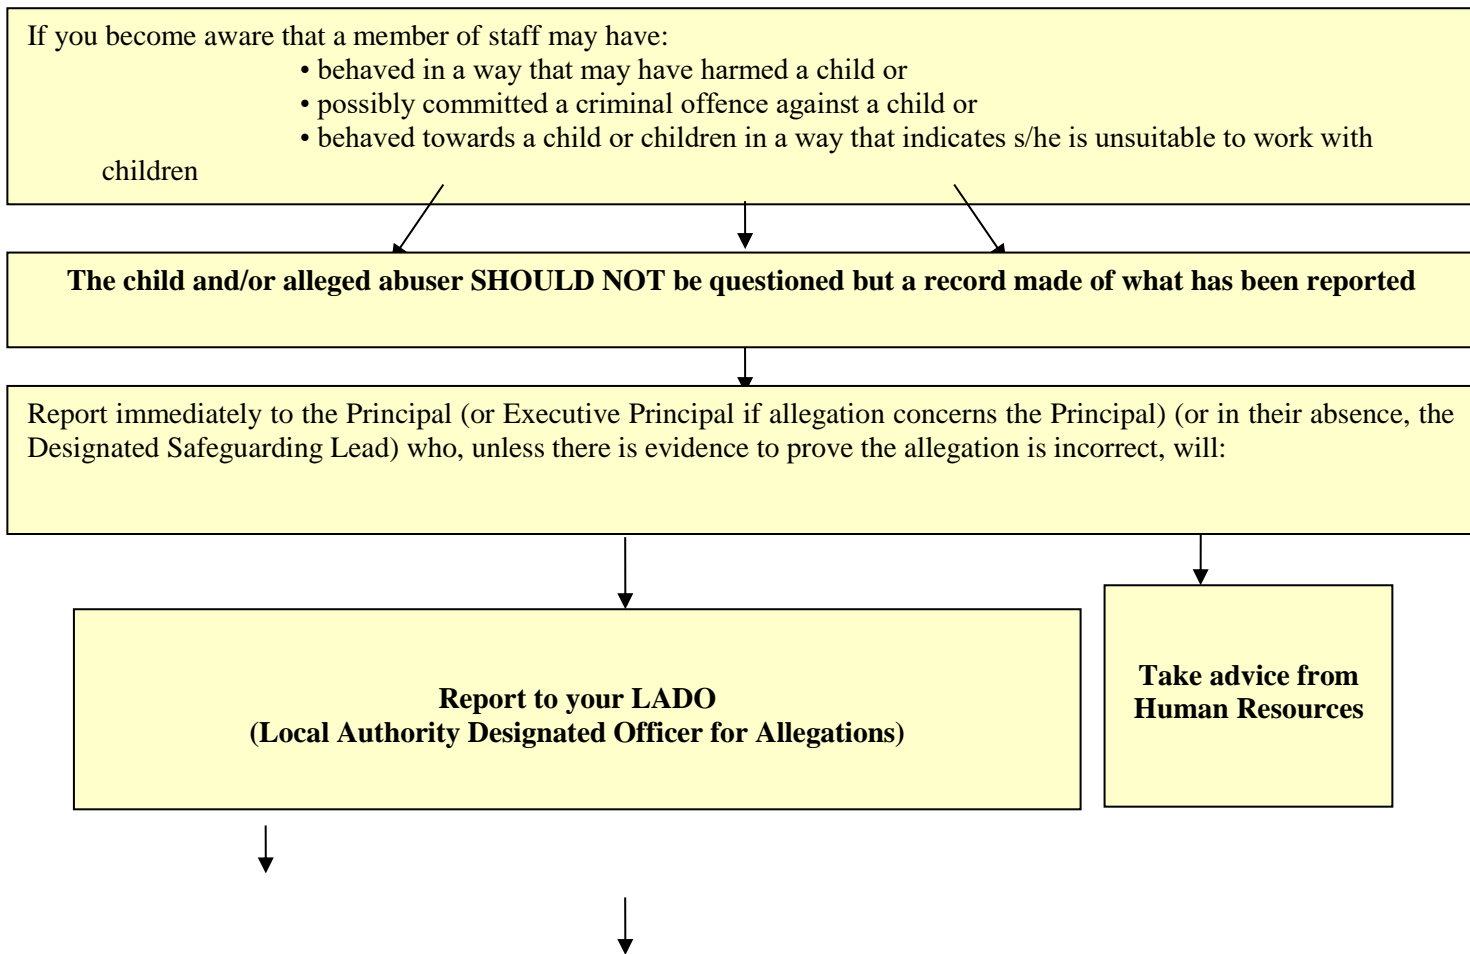 If you become aware that a member of staff may have:
• behaved in a way that may have harmed a child or
• possibly committed a criminal offence against a child or
• behaved towards a child or children in a way that indicates s/he is unsuitable to work with
children
The child and/or alleged abuser SHOULD NOT be questioned but a record made of what has been reported
Report immediately to the Principal (or Executive Principal if allegation concerns the Principal) (or in their absence, the
Designated Safeguarding Lead) who, unless there is evidence to prove the allegation is incorrect, will:
Report to your LADO
(Local Authority Designated Officer for Allegations)
Take advice from
Human Resources